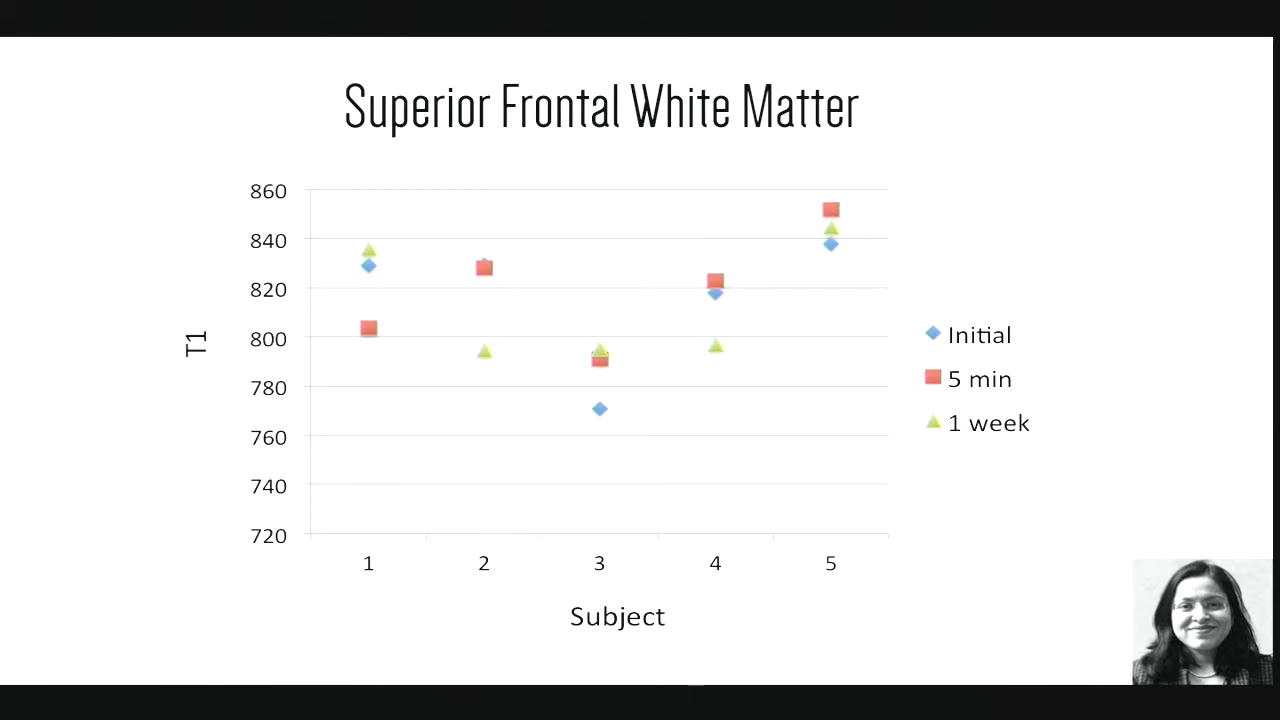 Superior Frontal White Matter
860
840
820
800
780
760
740
720
T1
1 2 3 4 5
Subject
Initial
5 min
1 week